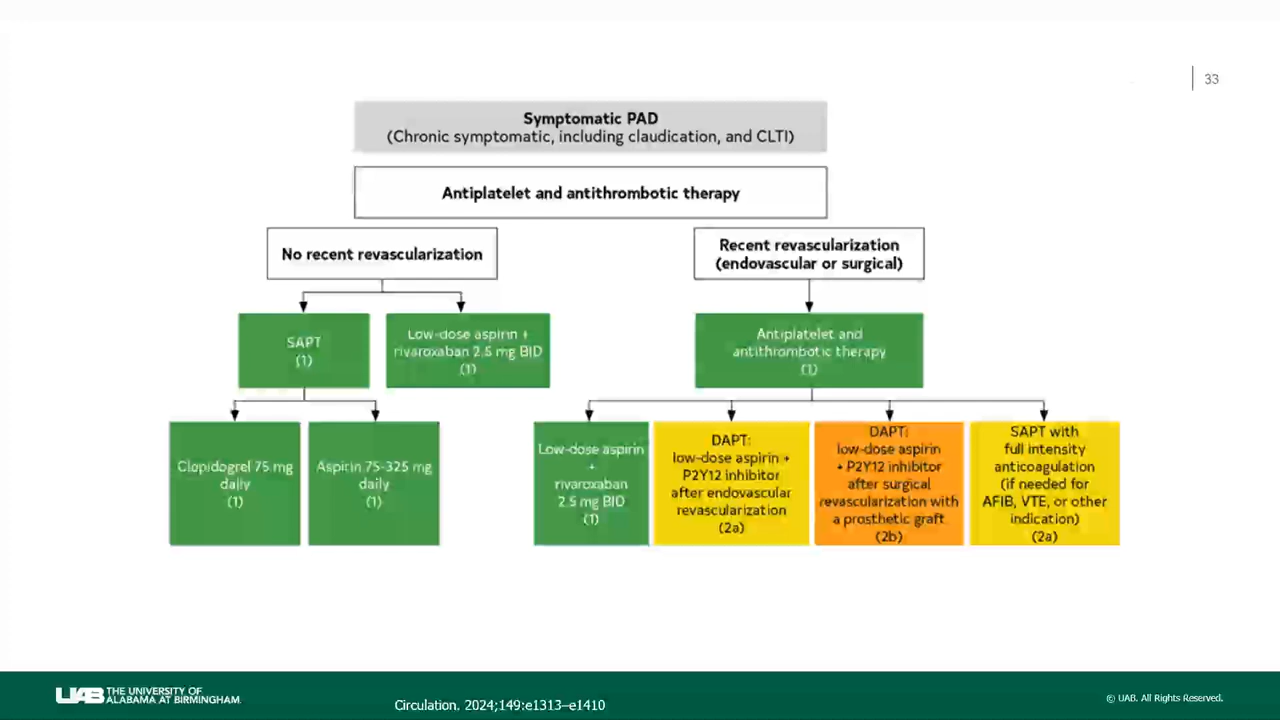 33
Symptomatic PAD
(Chronic symptomatic, including claudication, and CLTI)
Antiplatelet and antithrombotic therapy
No recent revascularization
Recent revascularization
(endovascular or surgical)
SAPT
(1)
Low-dose aspirin +
rivaroxaban 2.5 mg BID
(1)
Antiplatelet and
antithrombotic therapy
(1)
Clopidogrel 75 mg
daily
(1)
Aspirin 75-325 mg
daily
(1)
Low-dose aspirin
+
rivaroxaban
2.5 mg BID
(1)
DAPT:
low-dose aspirin +
P2Y12 inhibitor
after endovascular
revascularization
(2a)
DAPT:
low-dose aspirin
+ P2Y12 inhibitor
after surgical
revascularization with
a prosthetic graft
(2b)
SAPT with
full intensity
anticoagulation
(if needed for
AFIB, VTE, or other
indication)
(2a)
UAB THE UNIVERSITY OF
ALABAMA AT BIRMINGHAM.
Circulation. 2024;149:e1313–e1410
© UAB. All Rights Reserved.